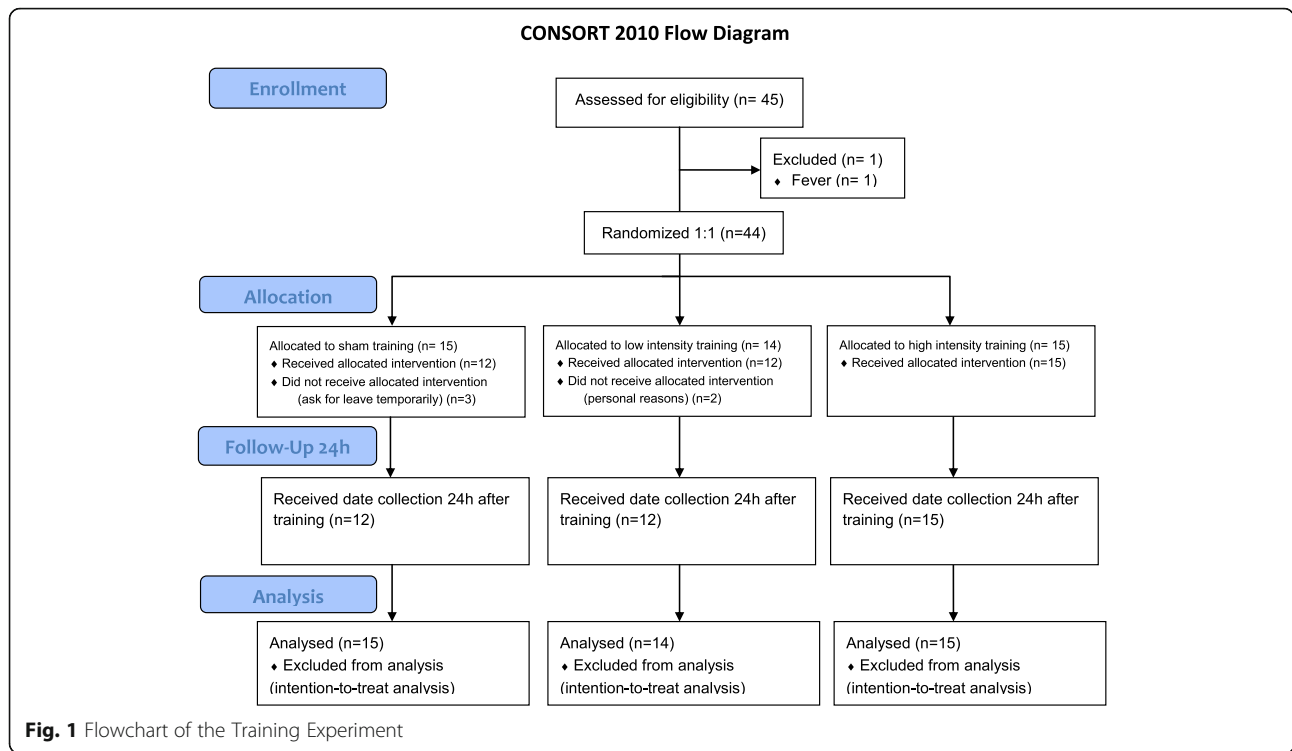 CONSORT 2010 Flow Diagram
Enrollment
Assessed for eligibility (n= 45)
Excluded (n= 1)
♦ Fever (n= 1)
Randomized 1:1 (n=44)
Allocation
Allocated to sham training (n= 15)
♦ Received allocated intervention (n=12)
♦ Did not receive allocated intervention
(ask for leave temporarily) (n=3)
Allocated to low intensity training (n= 14)
♦ Received allocated intervention (n=12)
♦ Did not receive allocated intervention
(personal reasons) (n=2)
Allocated to high intensity training (n= 15)
♦ Received allocated intervention (n=15)
Follow-Up 24h
Received date collection 24h after
training (n=12)
Received date collection 24h after
training (n=12)
Received date collection 24h after
training (n=15)
Analysis
Analysed (n=15)
♦ Excluded from analysis
(intention-to-treat analysis)
Analysed (n=14)
♦ Excluded from analysis
(intention-to-treat analysis)
Analysed (n=15)
♦ Excluded from analysis
(intention-to-treat analysis)
Fig. 1 Flowchart of the Training Experiment